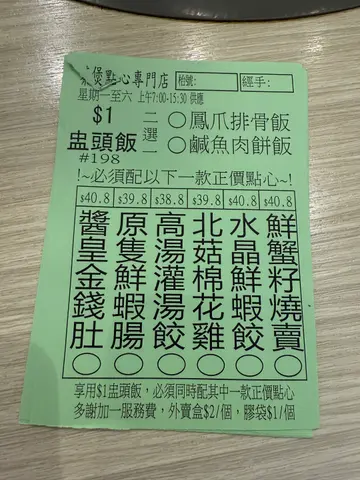 煲點心專門店
枱號:
經手:
星期一至六 上午7:00-15:30 供應
$1
盅頭飯
#198
二選一
○鳳爪排骨飯
○鹹魚肉餅飯
!~必須配以下一款正價點心~!
$40.8 $39.8 $38.8 $39.8 $40.8 $40.8
醬皇金錢肚
原隻鮮蝦腸
高湯灌湯餃
北菇棉花雞
水晶鮮蝦餃
鮮蟹籽燒賣
享用$1盅頭飯，必須同時配其中一款正價點心
多謝加一服務費，外賣盒$2/個，膠袋$1/個